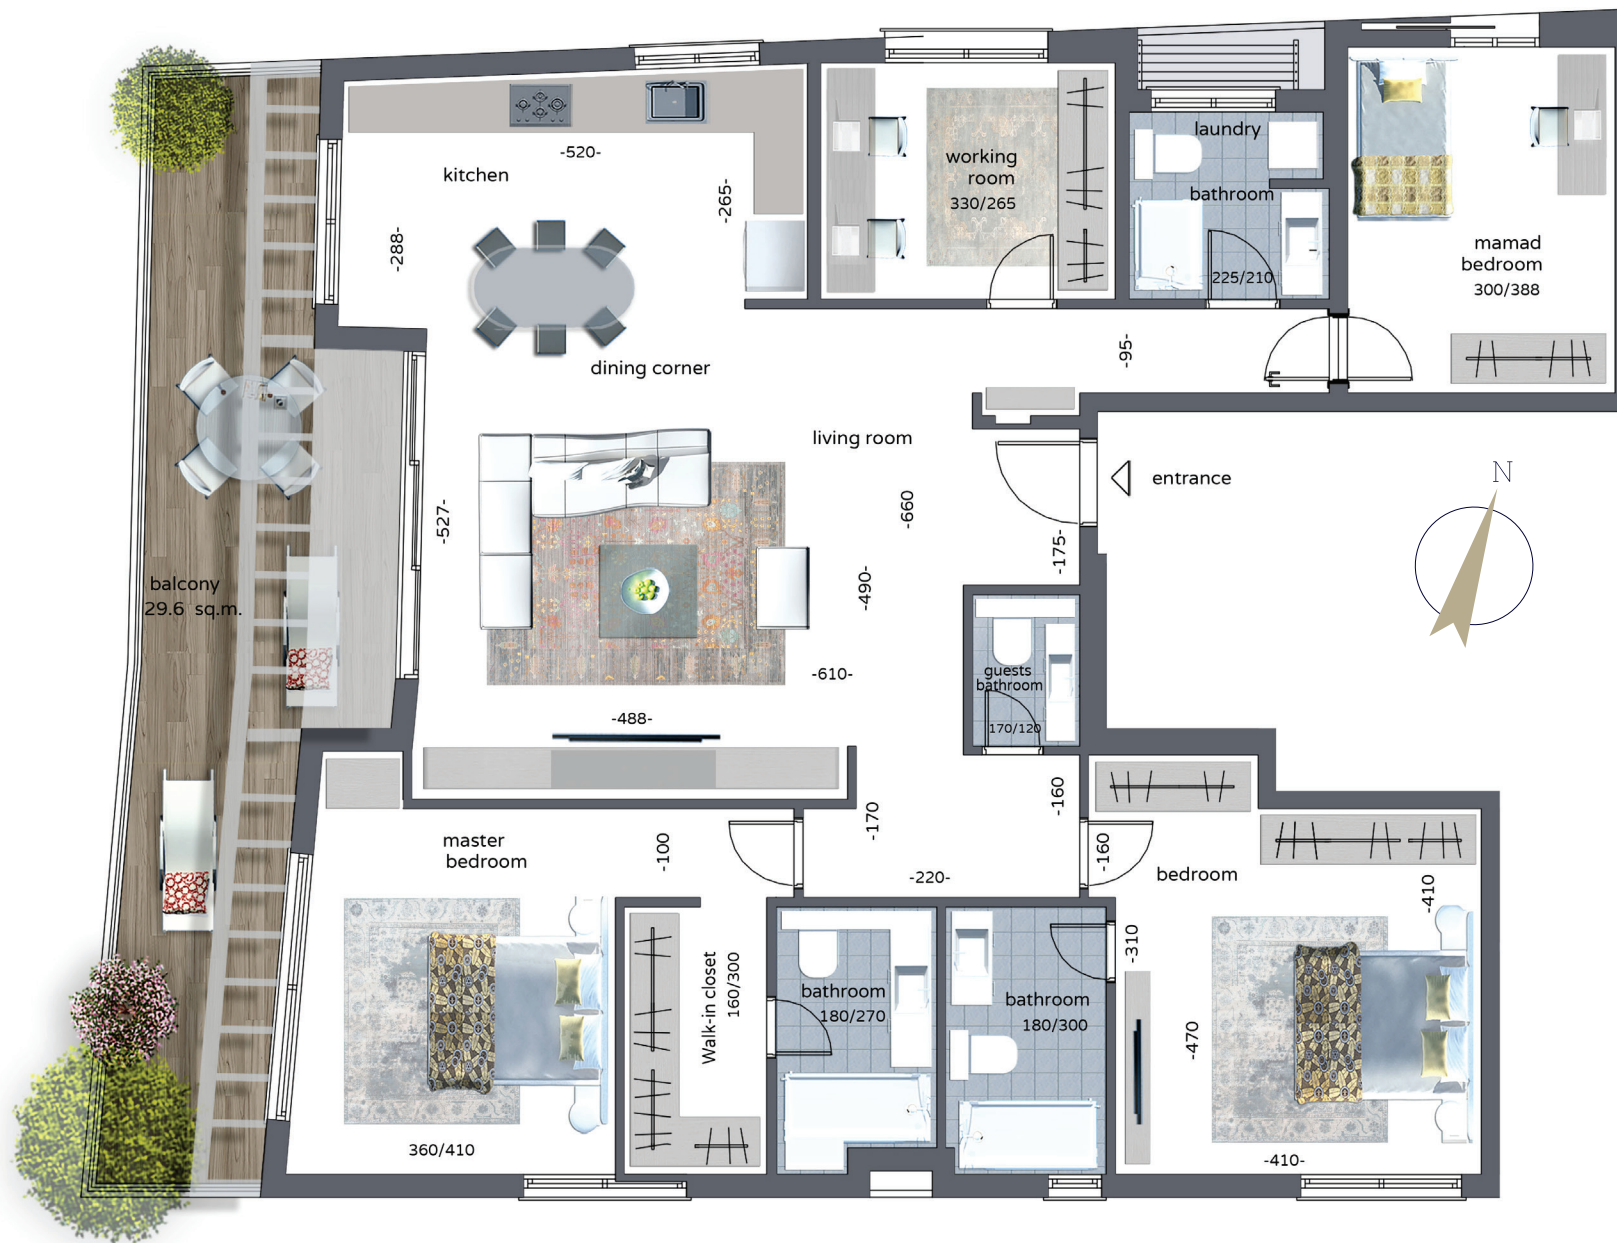 laundry
-520-
kitchen
working
room
330/265
-265-
bathroom
-288-
225/210
mamad
bedroom
300/388
-95-
dining corner
living room
entrance
N
-527-
-660
-175-
-490-
balcony
29.6 sq.m.
-610-
guests
bathroom
170/120
-488-
-160
-170
master
bedroom
-100
-160
-220-
bedroom
-410
-310
Walk-in closet
160/300
bathroom
180/270
bathroom
180/300
-470
360/410
-410-